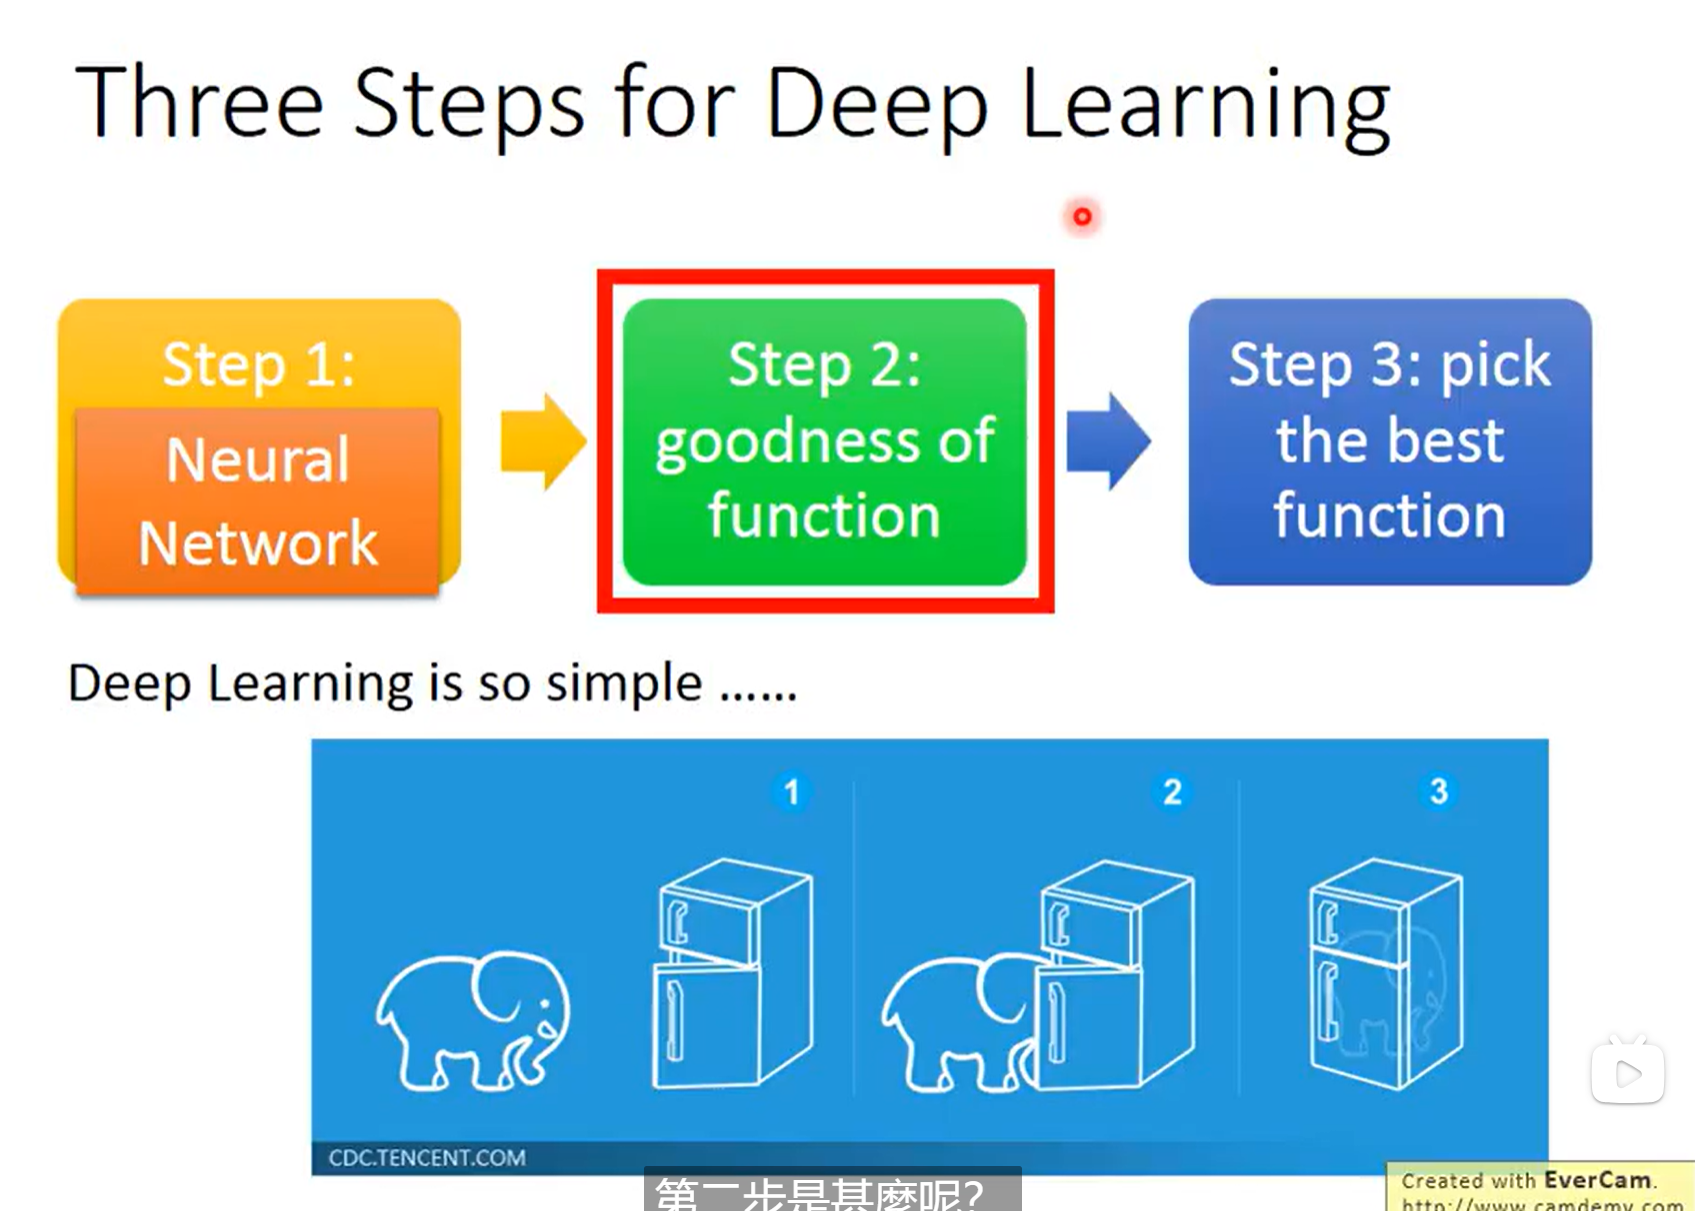 Three Steps for Deep Learning
Step 1:
Neural
Network
Step 2:
goodness of
function
Step 3: pick
the best
function
Deep Learning is so simple ......
1
2
3
CDC.TENCENT.COM
第二步是甚麼呢?
Created with EverCam.
http://www.camdemy.com